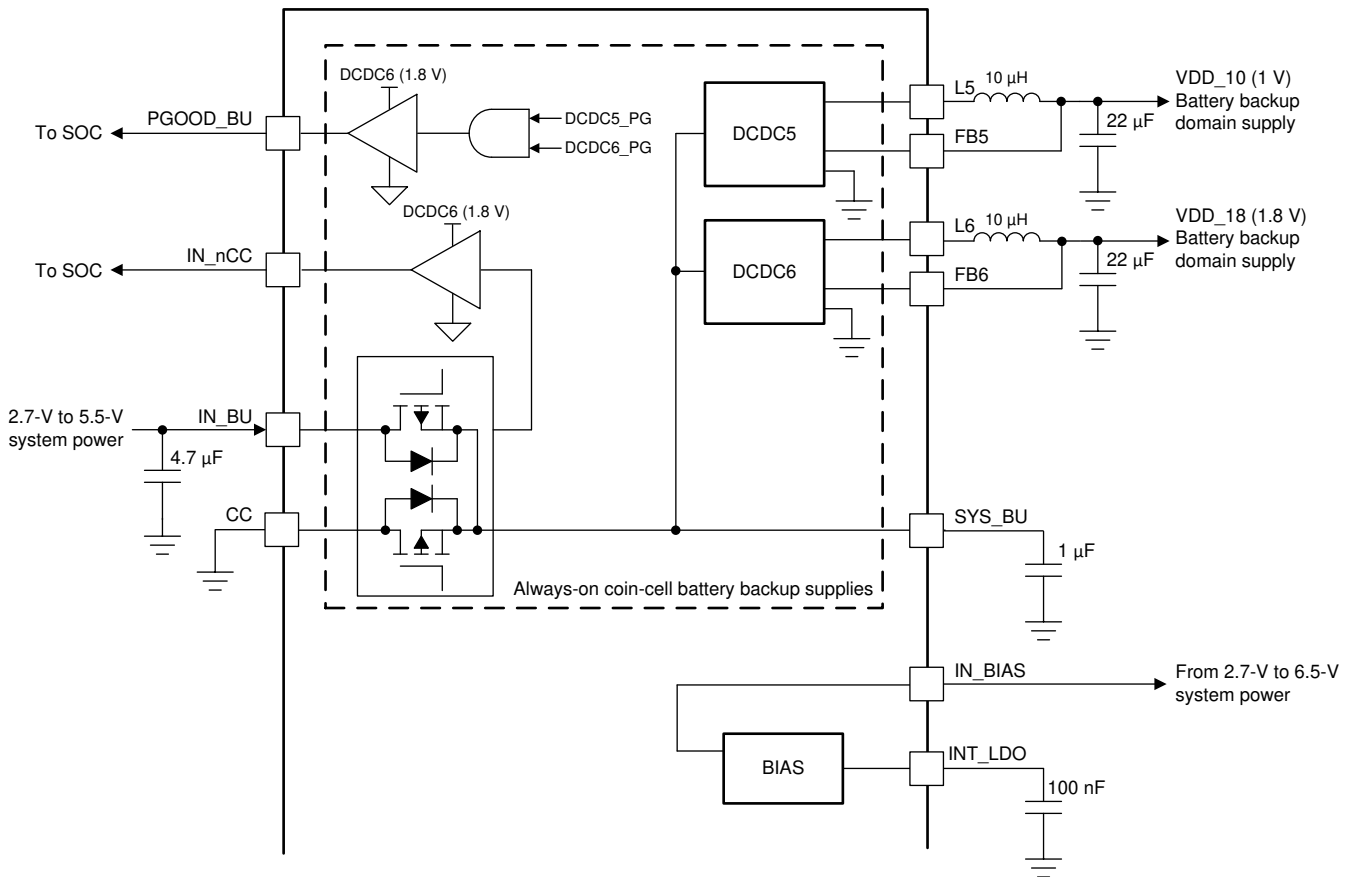 DCDC6 (1.8 V)
To SOC
PGOOD_BU
DCDC5_PG
DCDC6_PG
DCDC5
L5
10 µH
FB5
22 µF
VDD_10 (1 V)
Battery backup
domain supply
DCDC6 (1.8 V)
To SOC
IN_nCC
DCDC6
L6
10 µH
FB6
22 µF
VDD_18 (1.8 V)
Battery backup
domain supply
2.7-V to 5.5-V
system power
IN_BU
4.7 µF
CC
SYS_BU
1 µF
Always-on coin-cell battery backup supplies
IN_BIAS
From 2.7-V to 6.5-V
system power
BIAS
INT_LDO
100 nF